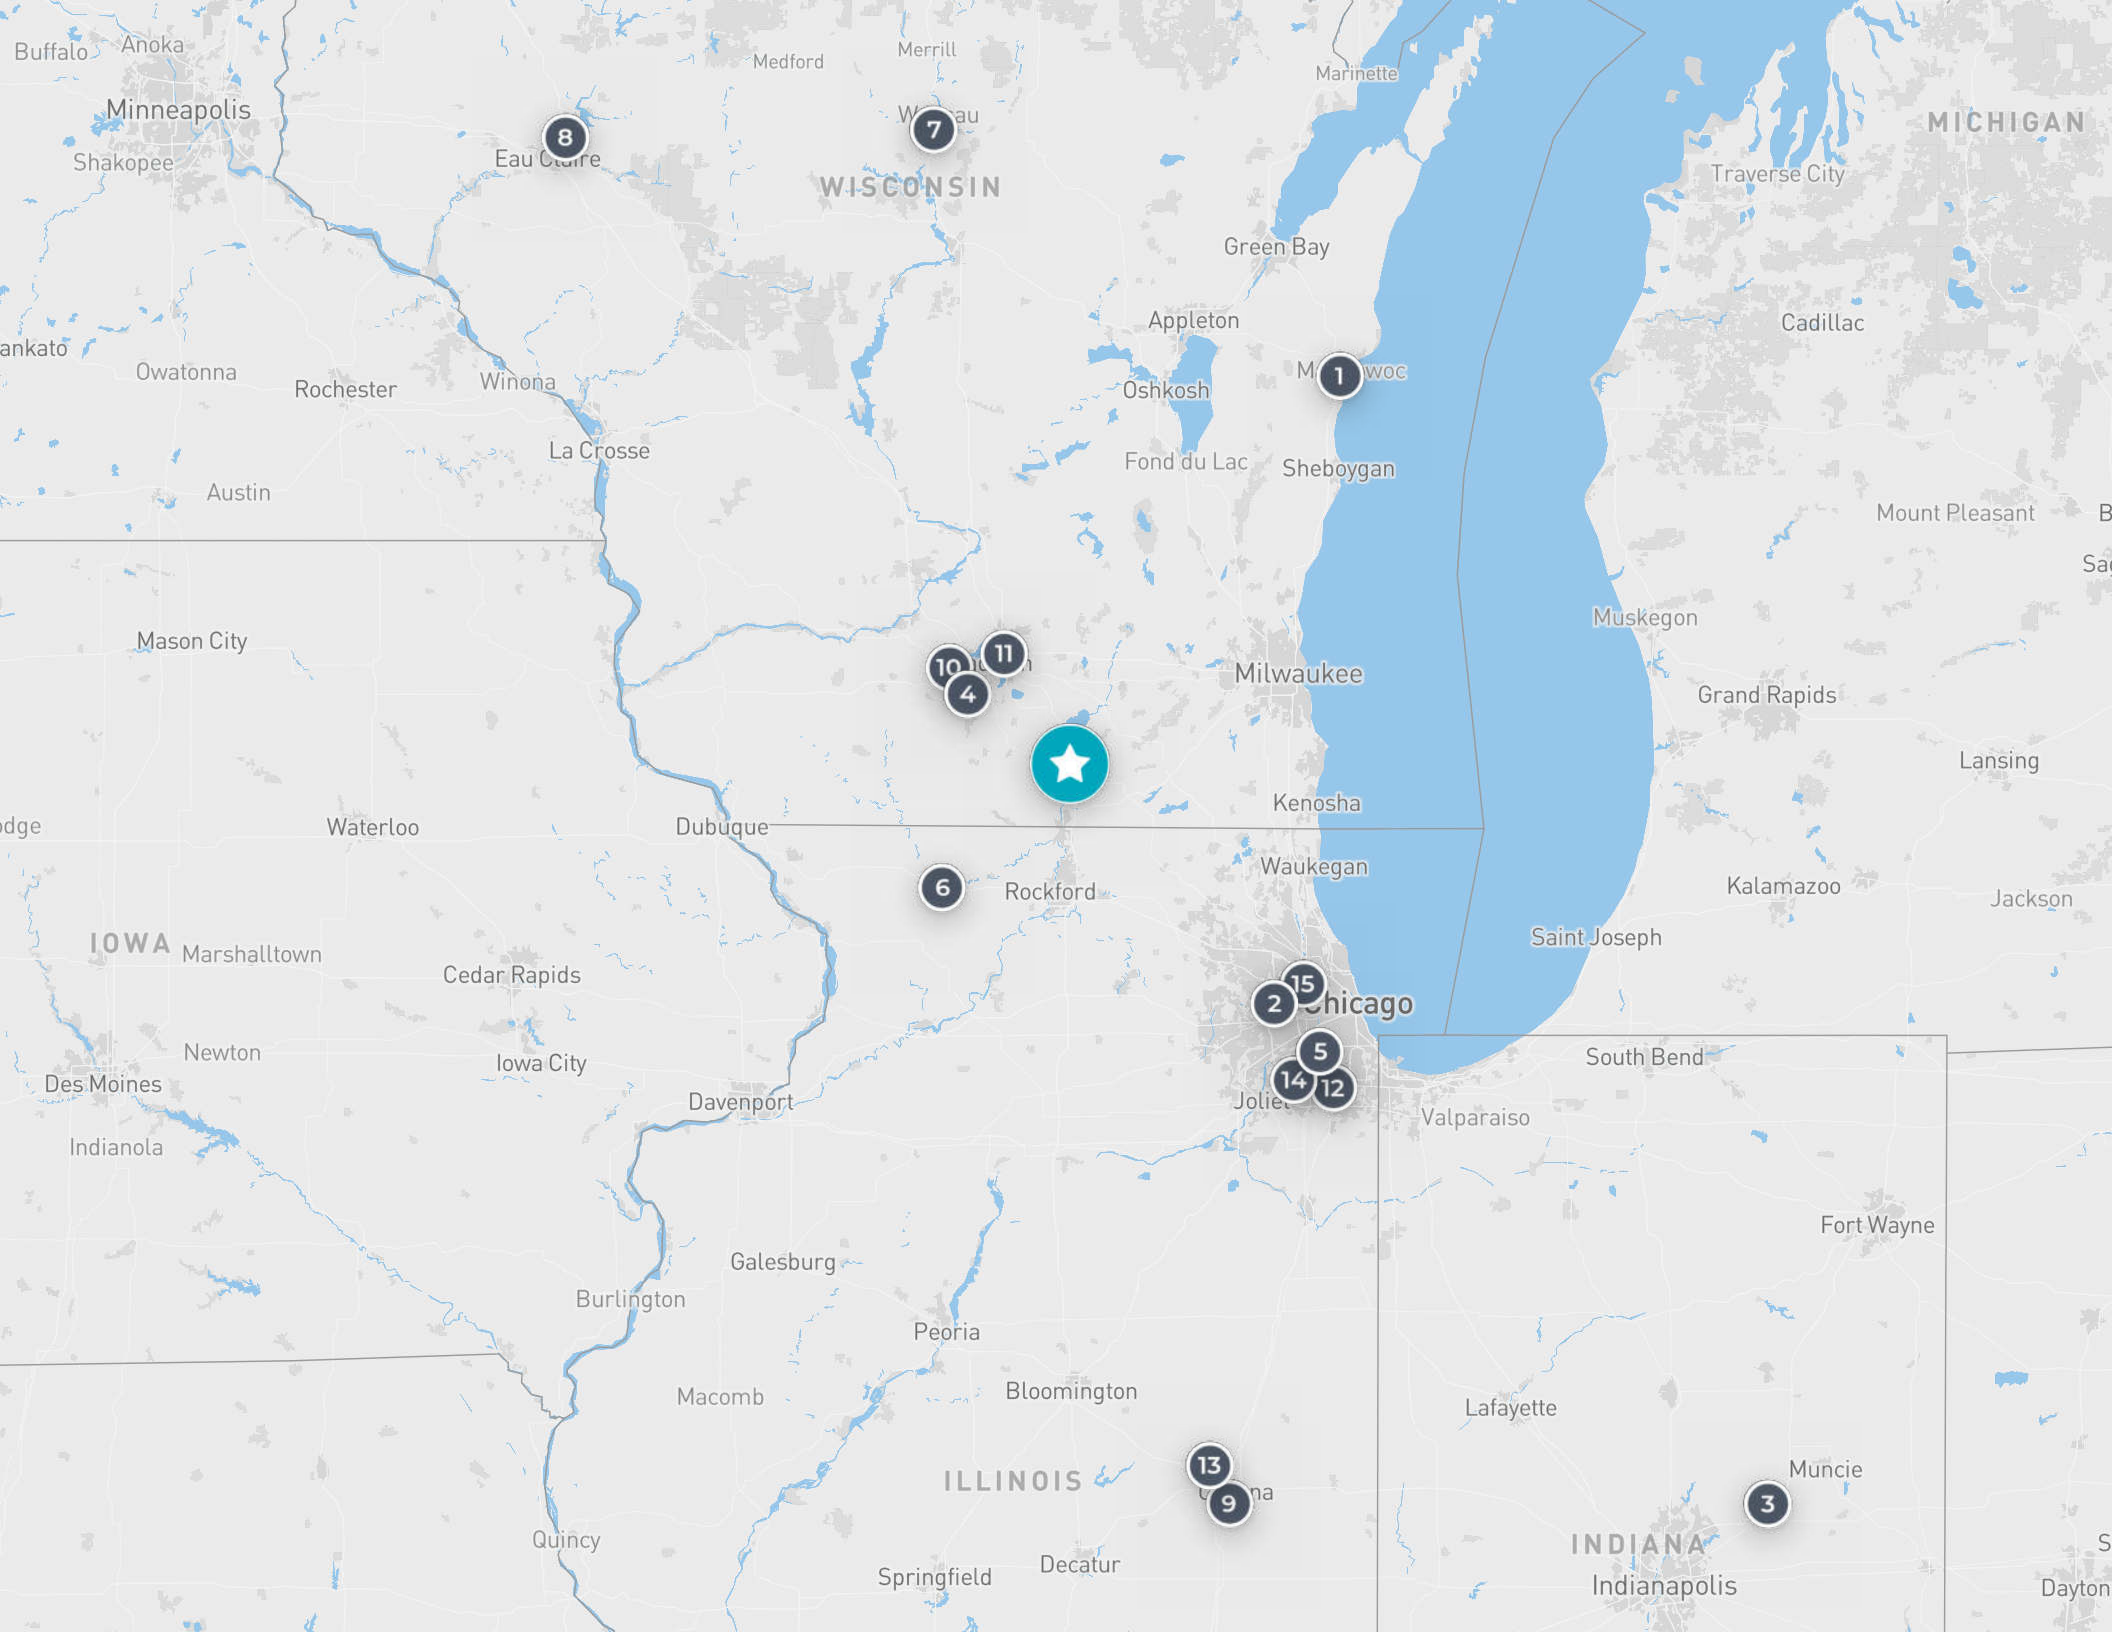 Buffalo
Anoka
Medford
Merrill
Marinette
Minneapolis
MICHIGAN
8
7
Shakopee
WISCONSIN
Traverse City
Green Bay
Appleton
Cadillac
ankato
Owatonna
Rochester
Winona
Oshkosh
1
La Crosse
Fond du Lac
Sheboygan
Austin
Mount Pleasant
B
Sag
Muskegon
Mason City
10
11
4
Milwaukee
Grand Rapids
Lansing
Kenosha
odge
Waterloo
Dubuque
Waukegan
6
Rockford
Kalamazoo
Jackson
IOWA
Marshalltown
Saint Joseph
Cedar Rapids
15
2
Chicago
Newton
Iowa City
5
South Bend
Des Moines
14
12
Davenport
Joliet
Valparaiso
Indianola
Fort Wayne
Galesburg
Burlington
Peoria
Macomb
Bloomington
Lafayette
13
Muncie
ILLINOIS
9
3
Quincy
INDIANA
Springfield
Decatur
Indianapolis
Dayton